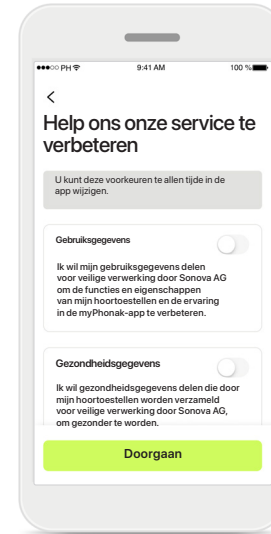 PH 9:41 AM 100 %
Help ons onze service te
verbeteren
U kunt deze voorkeuren te allen tijde in de
app wijzigen.
Gebruiksgegevens
Ik wil mijn gebruiksgegevens delen
voor veilige verwerking door Sonova AG
om de functies en eigenschappen
van mijn hoortoestellen en de ervaring
in de myPhonak-app te verbeteren.
Gezondheidsgegevens
Ik wil gezondheidsgegevens delen die door
mijn hoortoestellen worden verzameld
voor veilige verwerking door Sonova AG,
om gezonder te worden.
Doorgaan